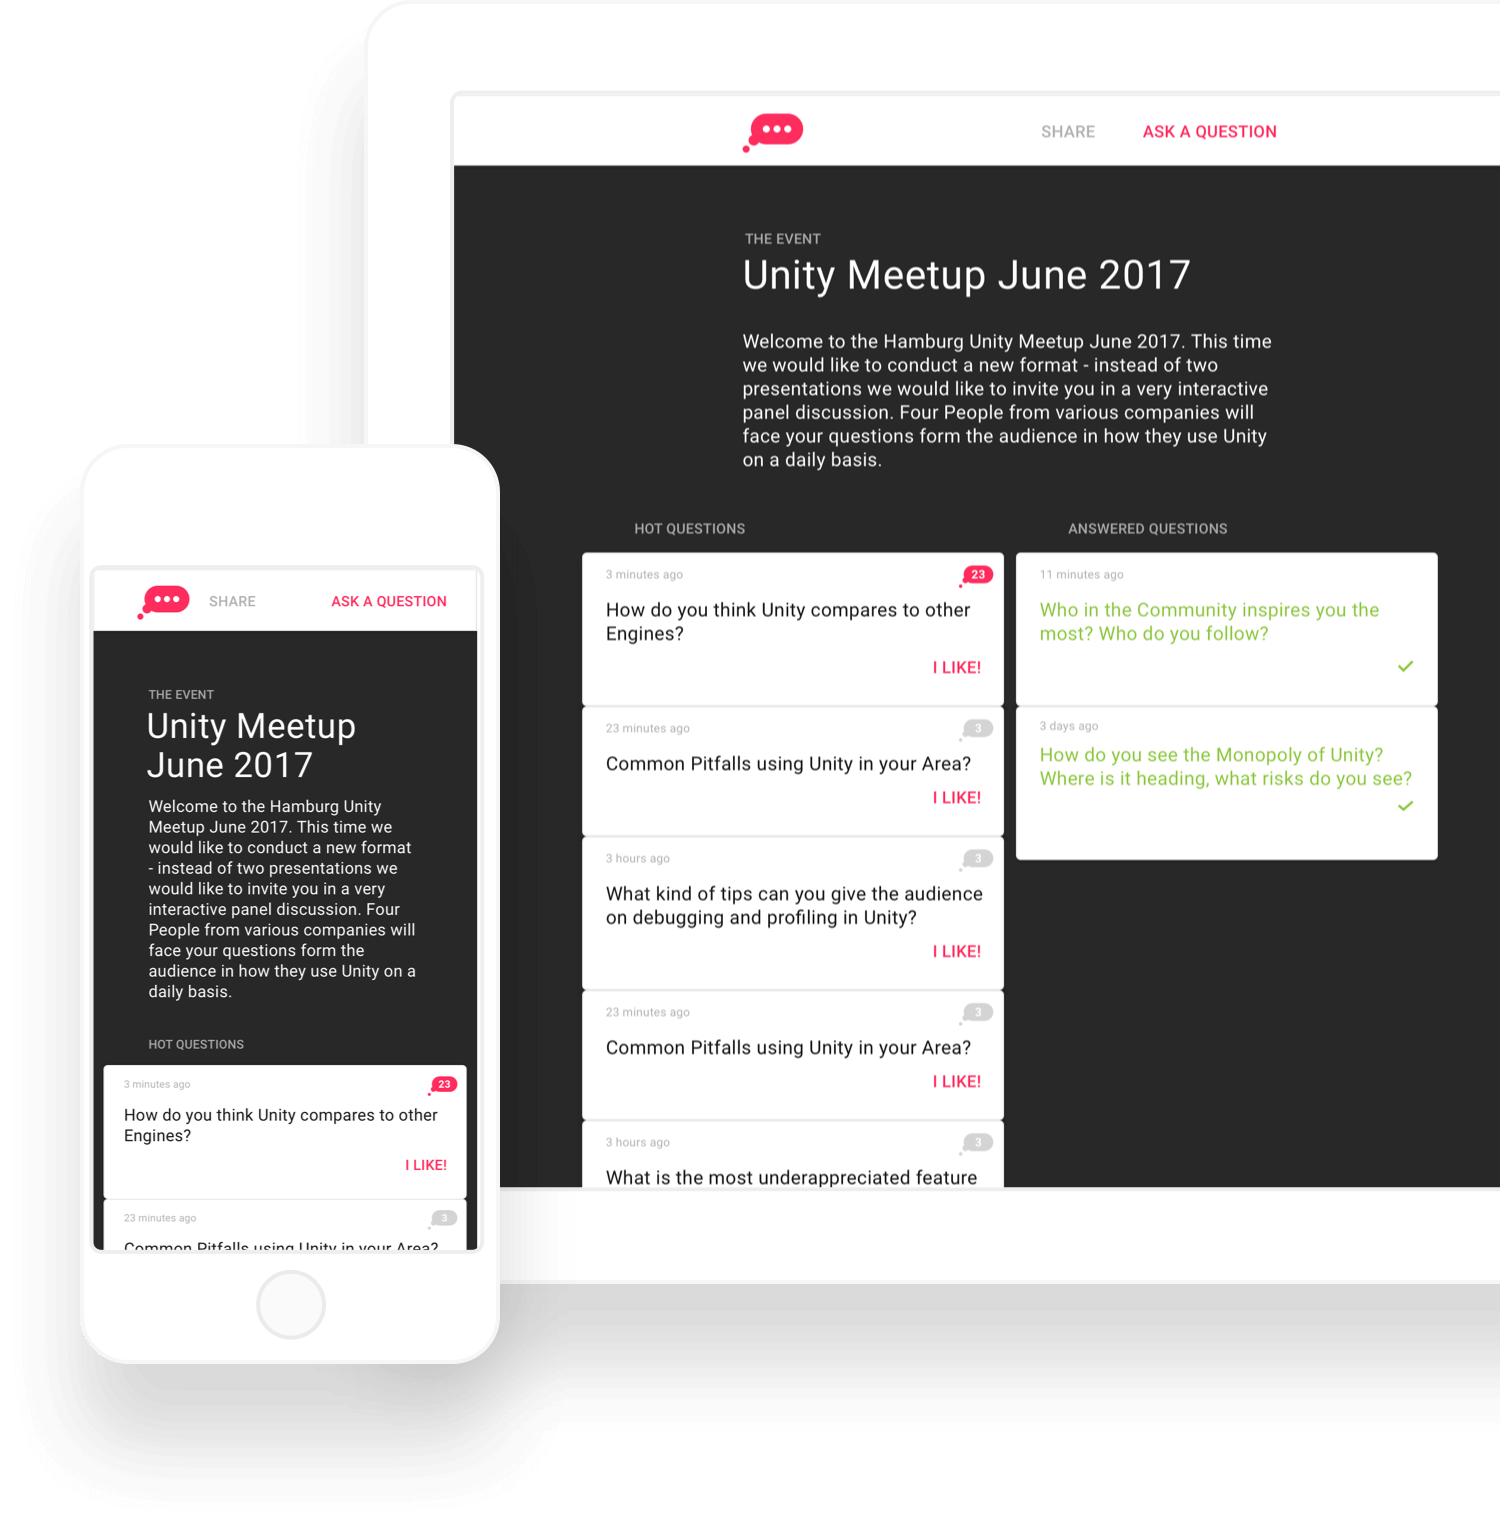 SHARE
ASK A QUESTION
THE EVENT
Unity Meetup June 2017
Welcome to the Hamburg Unity Meetup June 2017. This time
we would like to conduct a new format - instead of two
presentations we would like to invite you in a very interactive
panel discussion. Four People from various companies will
face your questions form the audience in how they use Unity
on a daily basis.
HOT QUESTIONS
3 minutes ago
23
How do you think Unity compares to other
Engines?
I LIKE!
23 minutes ago
3
Common Pitfalls using Unity in your Area?
I LIKE!
3 hours ago
3
What kind of tips can you give the audience
on debugging and profiling in Unity?
I LIKE!
23 minutes ago
3
Common Pitfalls using Unity in your Area?
I LIKE!
3 hours ago
3
What is the most underappreciated feature
ANSWERED QUESTIONS
11 minutes ago
Who in the Community inspires you the
most? Who do you follow?
3 days ago
How do you see the Monopoly of Unity?
Where is it heading, what risks do you see?
SHARE
ASK A QUESTION
THE EVENT
Unity Meetup
June 2017
Welcome to the Hamburg Unity
Meetup June 2017. This time we
would like to conduct a new format
- instead of two presentations we
would like to invite you in a very
interactive panel discussion. Four
People from various companies will
face your questions form the
audience in how they use Unity on a
daily basis.
HOT QUESTIONS
3 minutes ago
23
How do you think Unity compares to other
Engines?
I LIKE!
23 minutes ago
3
Common Pitfalls using Unity in your Area?